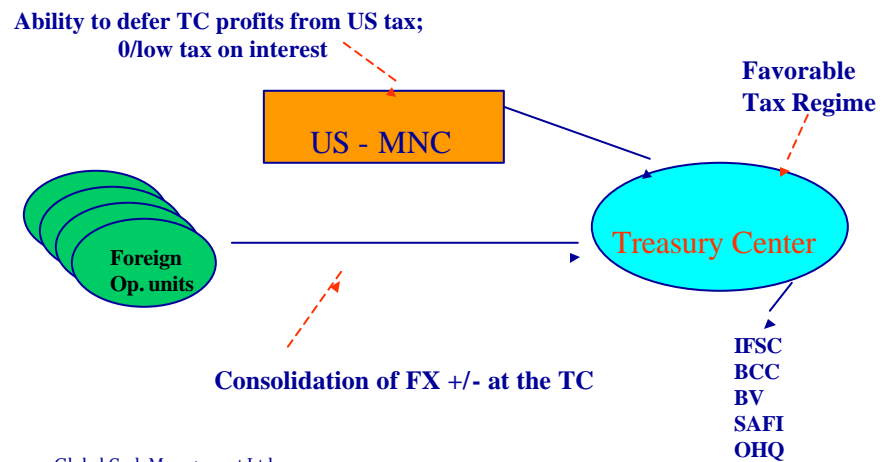 Ability to defer TC profits from US tax;
0/low tax on interest
Favorable
Tax Regime
US - MNC
Foreign
Op. units
Treasury Center
Consolidation of FX +/- at the TC
IFSC
BCC
BV
SAFI
OHQ